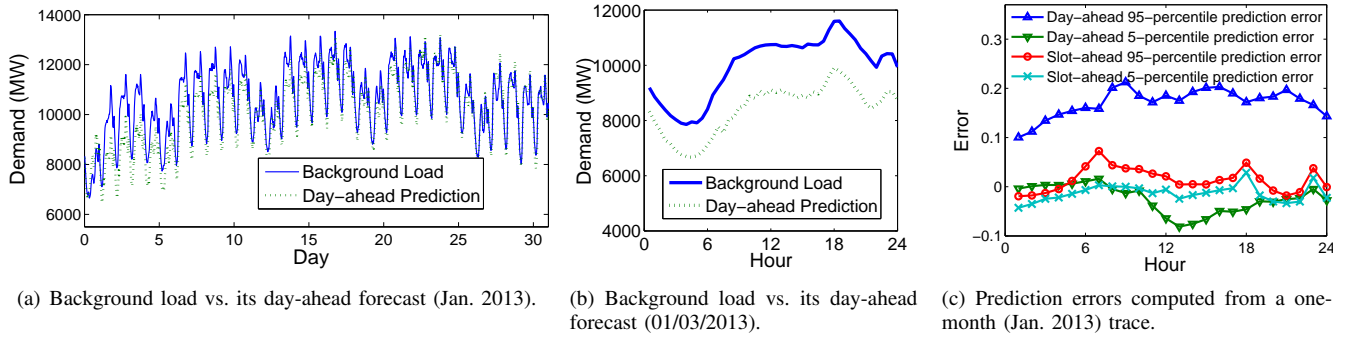 Demand (MW)
14000
12000
10000
8000
6000
0
5
10
15
20
25
30
Day
Background Load
Day−ahead Prediction
(a) Background load vs. its day-ahead forecast (Jan. 2013).
Demand (MW)
12000
10000
8000
6000
4000
0
6
12
18
24
Hour
Background Load
Day−ahead Prediction
(b) Background load vs. its day-ahead
forecast (01/03/2013).
Error
0.3
0.2
0.1
0
−0.1
6
12
18
24
Hour
Day−ahead 95−percentile prediction error
Day−ahead 5−percentile prediction error
Slot−ahead 95−percentile prediction error
Slot−ahead 5−percentile prediction error
(c) Prediction errors computed from a one-
month (Jan. 2013) trace.